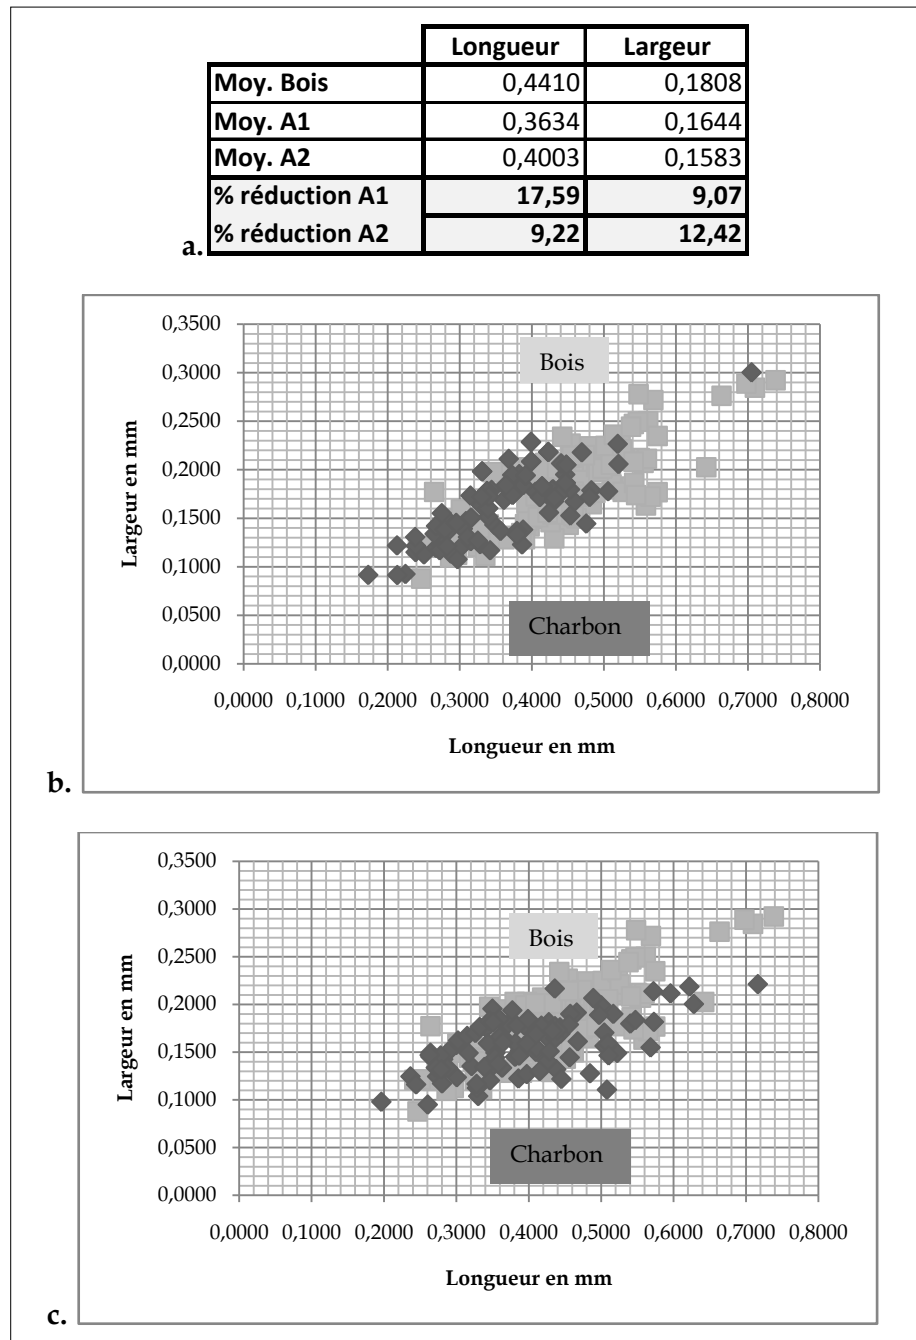 Longueur Largeur
Moy. Bois 0,4410 0,1808
Moy. A1 0,3634 0,1644
Moy. A2 0,4003 0,1583
% réduction A1 17,59 9,07
% réduction A2 9,22 12,42
a.
0,3500
0,3000
0,2500
0,2000
0,1500
0,1000
0,0500
0,0000
Largeur en mm
Bois
Charbon
0,0000 0,1000 0,2000 0,3000 0,4000 0,5000 0,6000 0,7000 0,8000
Longueur en mm
b.
0,3500
0,3000
0,2500
0,2000
0,1500
0,1000
0,0500
0,0000
Largeur en mm
Bois
Charbon
0,0000 0,1000 0,2000 0,3000 0,4000 0,5000 0,6000 0,7000 0,8000
Longueur en mm
c.